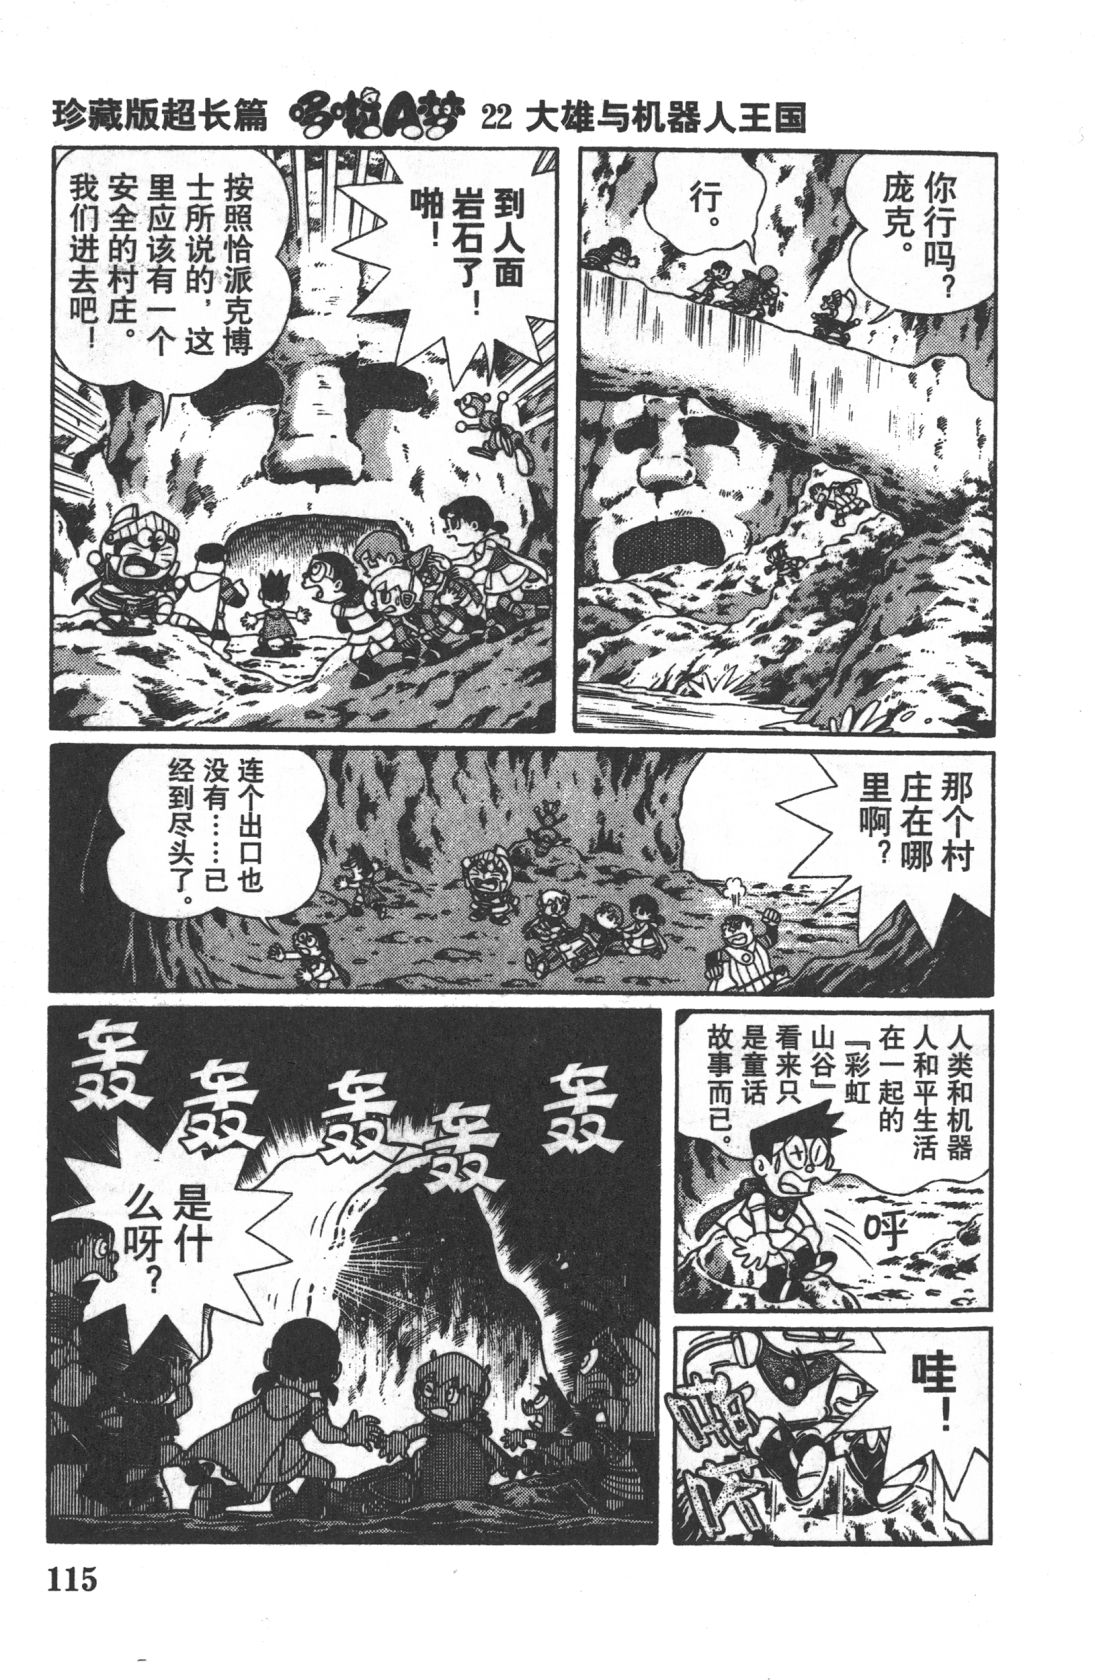 珍藏版超长篇 哆啦A梦 22 大雄与机器人王国
你行吗?
庞克。
行。
到人面
岩石了!
啪!
按照恰派克博
士所说的,这
里应该有一个
安全的村庄。
我们进去吧!
那个村
庄在哪
里啊?
连个出口也
没有……已
经到尽头了。
人类和机器
人和平生活
在一起的
『彩虹
山谷』
看来只
是童话
故事而已。
呼
哇!
啪
嚓
轰
轰
轰
轰
轰
是什
么呀?
115